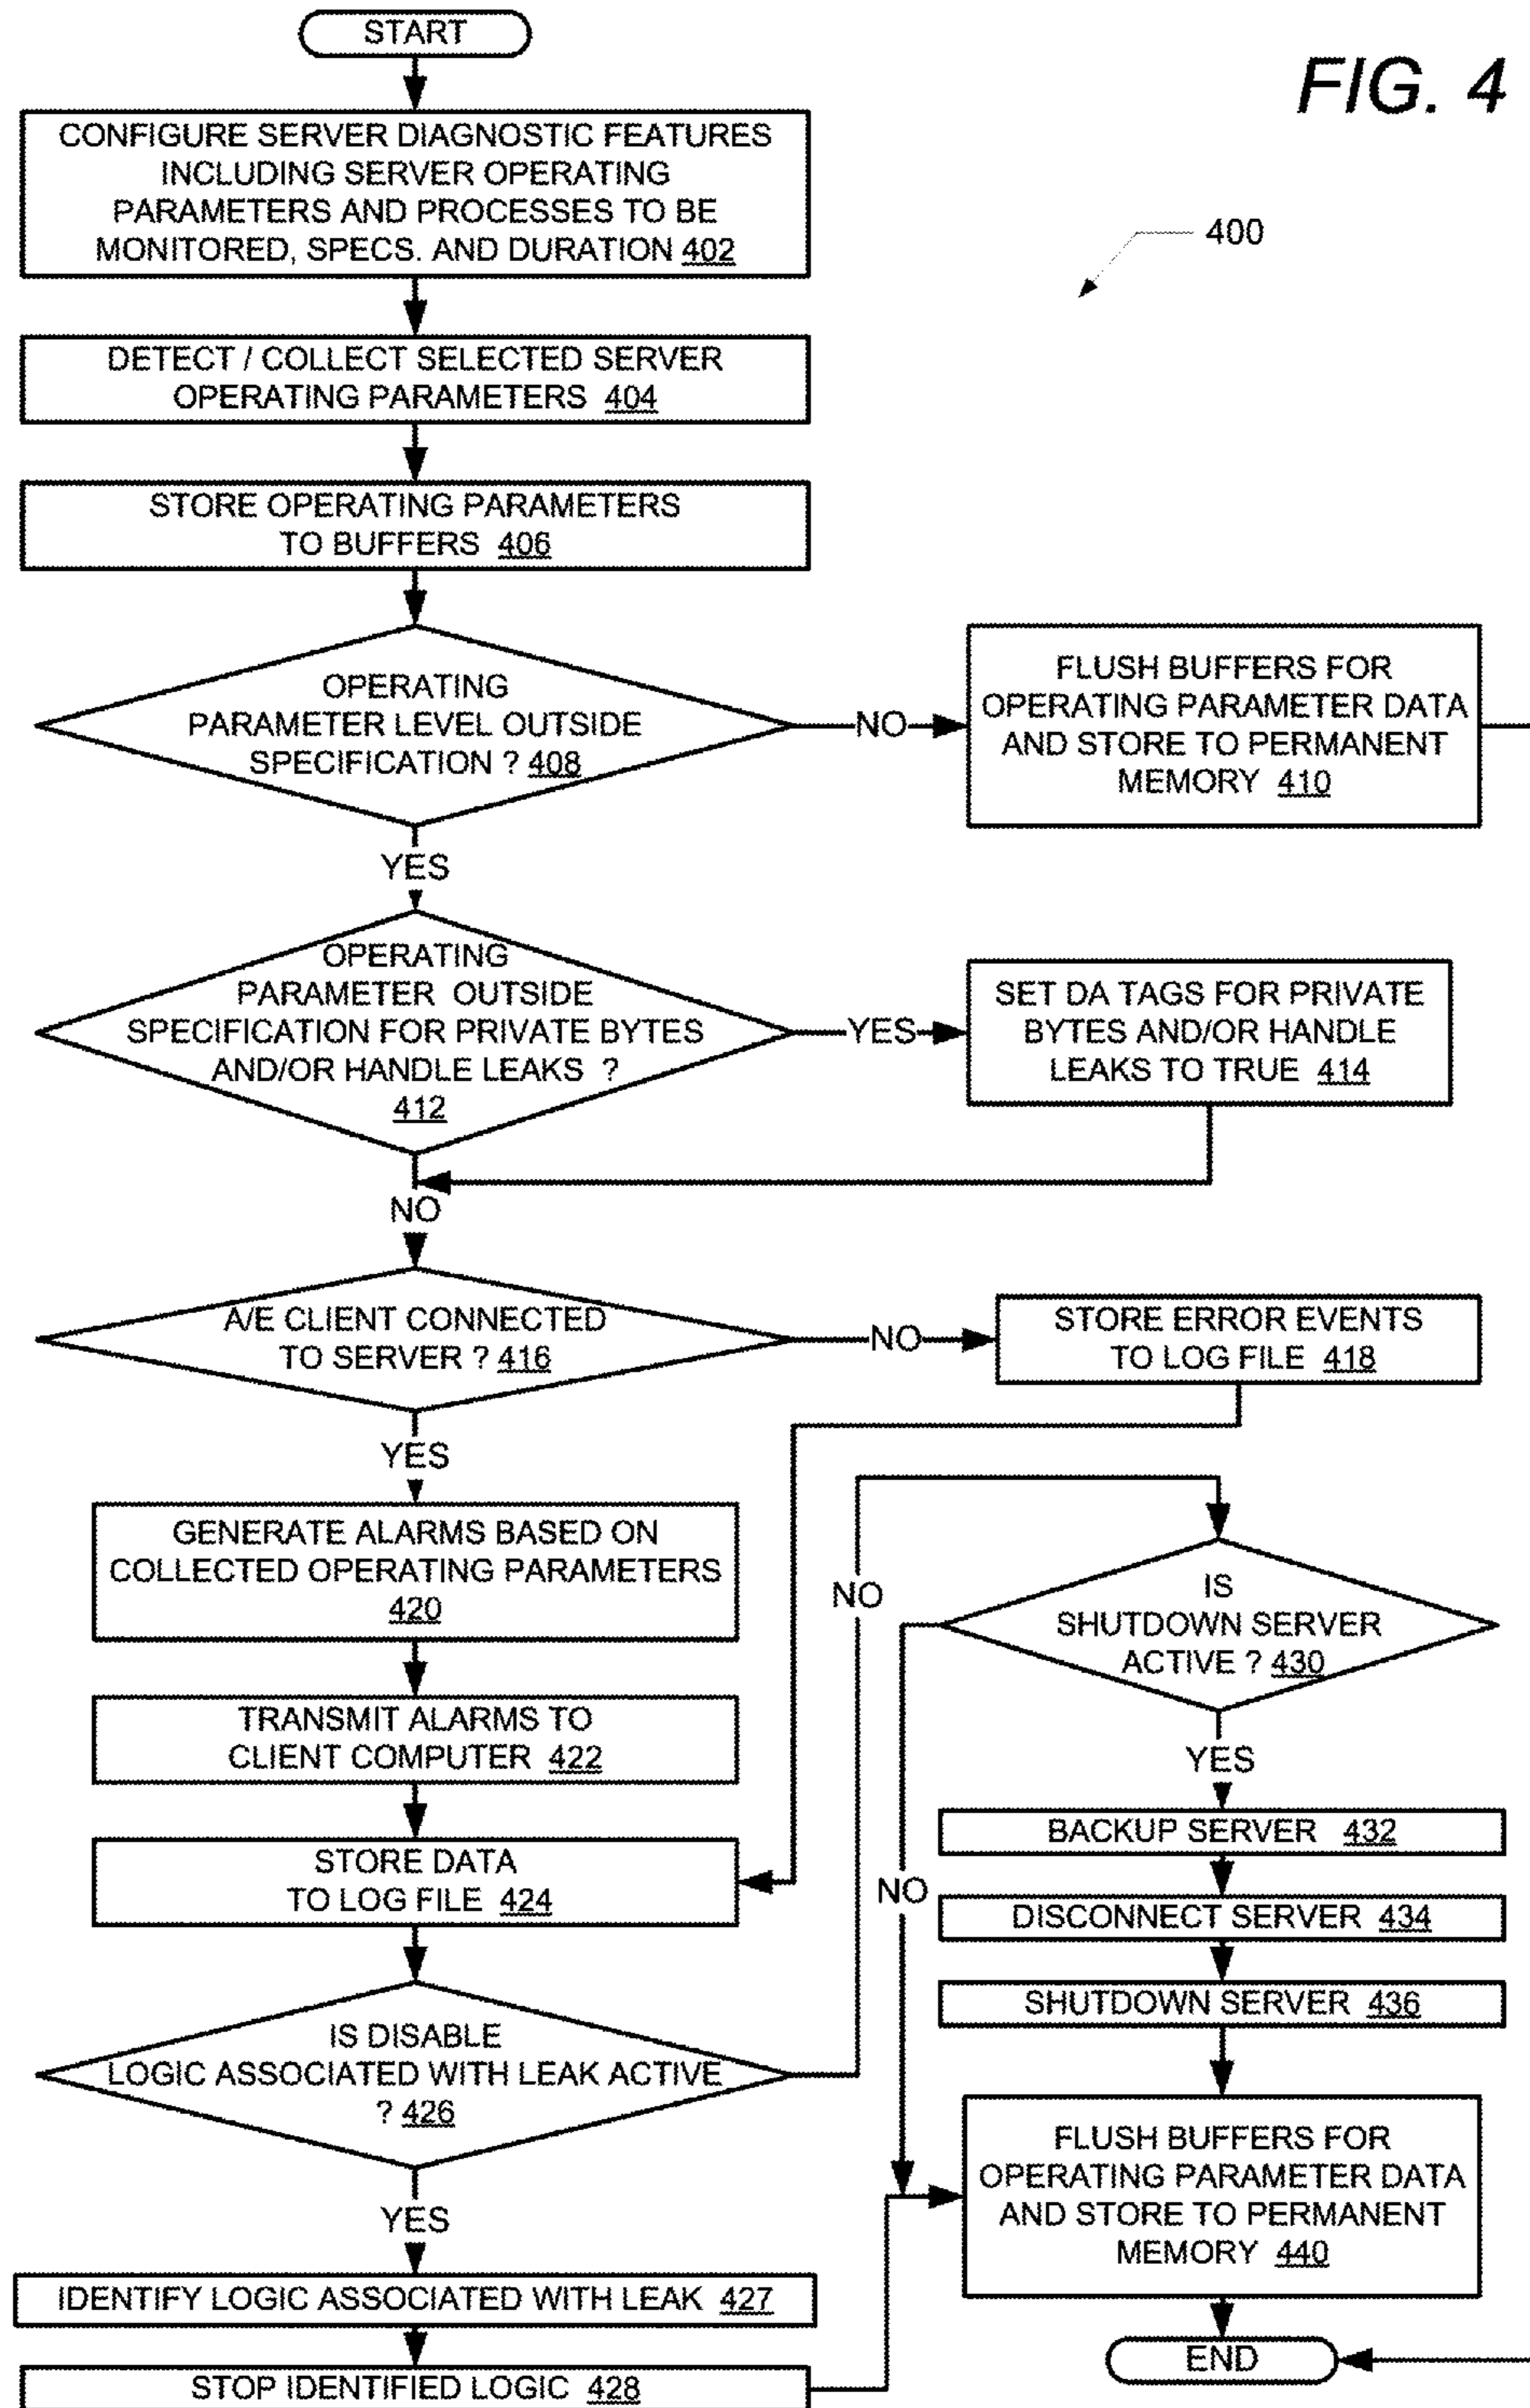 START
FIG. 4
CONFIGURE SERVER DIAGNOSTIC FEATURES
INCLUDING SERVER OPERATING
PARAMETERS AND PROCESSES TO BE
MONITORED, SPECS. AND DURATION 402
400
DETECT / COLLECT SELECTED SERVER
OPERATING PARAMETERS 404
STORE OPERATING PARAMETERS
TO BUFFERS 406
OPERATING
PARAMETER LEVEL OUTSIDE
SPECIFICATION ? 408
NO
FLUSH BUFFERS FOR
OPERATING PARAMETER DATA
AND STORE TO PERMANENT
MEMORY 410
YES
OPERATING
PARAMETER OUTSIDE
SPECIFICATION FOR PRIVATE BYTES
AND/OR HANDLE LEAKS ?
412
YES
SET DA TAGS FOR PRIVATE
BYTES AND/OR HANDLE
LEAKS TO TRUE 414
NO
A/E CLIENT CONNECTED
TO SERVER ? 416
NO
STORE ERROR EVENTS
TO LOG FILE 418
YES
GENERATE ALARMS BASED ON
COLLECTED OPERATING PARAMETERS
420
TRANSMIT ALARMS TO
CLIENT COMPUTER 422
STORE DATA
TO LOG FILE 424
IS DISABLE
LOGIC ASSOCIATED WITH LEAK ACTIVE
? 426
NO
IS
SHUTDOWN SERVER
ACTIVE ? 430
NO
YES
BACKUP SERVER 432
DISCONNECT SERVER 434
SHUTDOWN SERVER 436
YES
IDENTIFY LOGIC ASSOCIATED WITH LEAK 427
STOP IDENTIFIED LOGIC 428
FLUSH BUFFERS FOR
OPERATING PARAMETER DATA
AND STORE TO PERMANENT
MEMORY 440
END